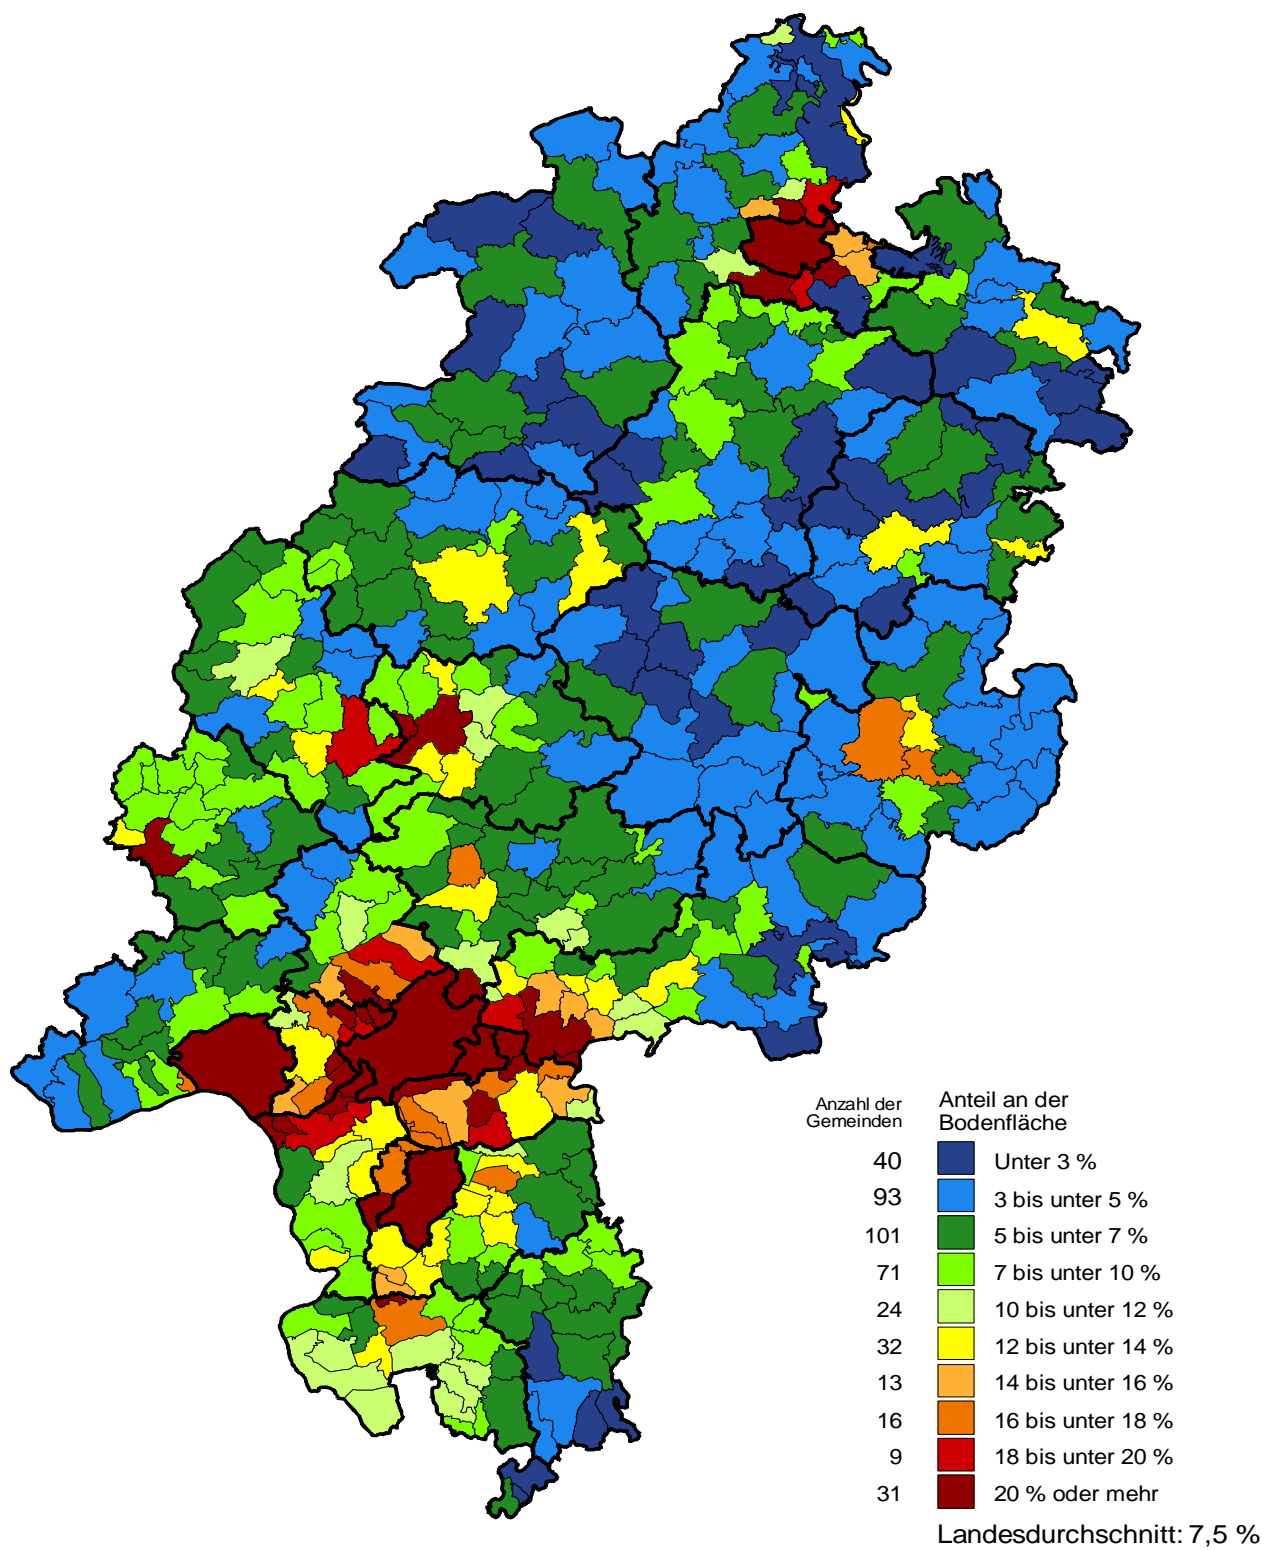 Anzahl der
Gemeinden
Anteil an der
Bodenfläche
40 Unter 3 %
93 3 bis unter 5 %
101 5 bis unter 7 %
71 7 bis unter 10 %
24 10 bis unter 12 %
32 12 bis unter 14 %
13 14 bis unter 16 %
16 16 bis unter 18 %
9 18 bis unter 20 %
31 20 % oder mehr
Landesdurchschnitt: 7,5 %